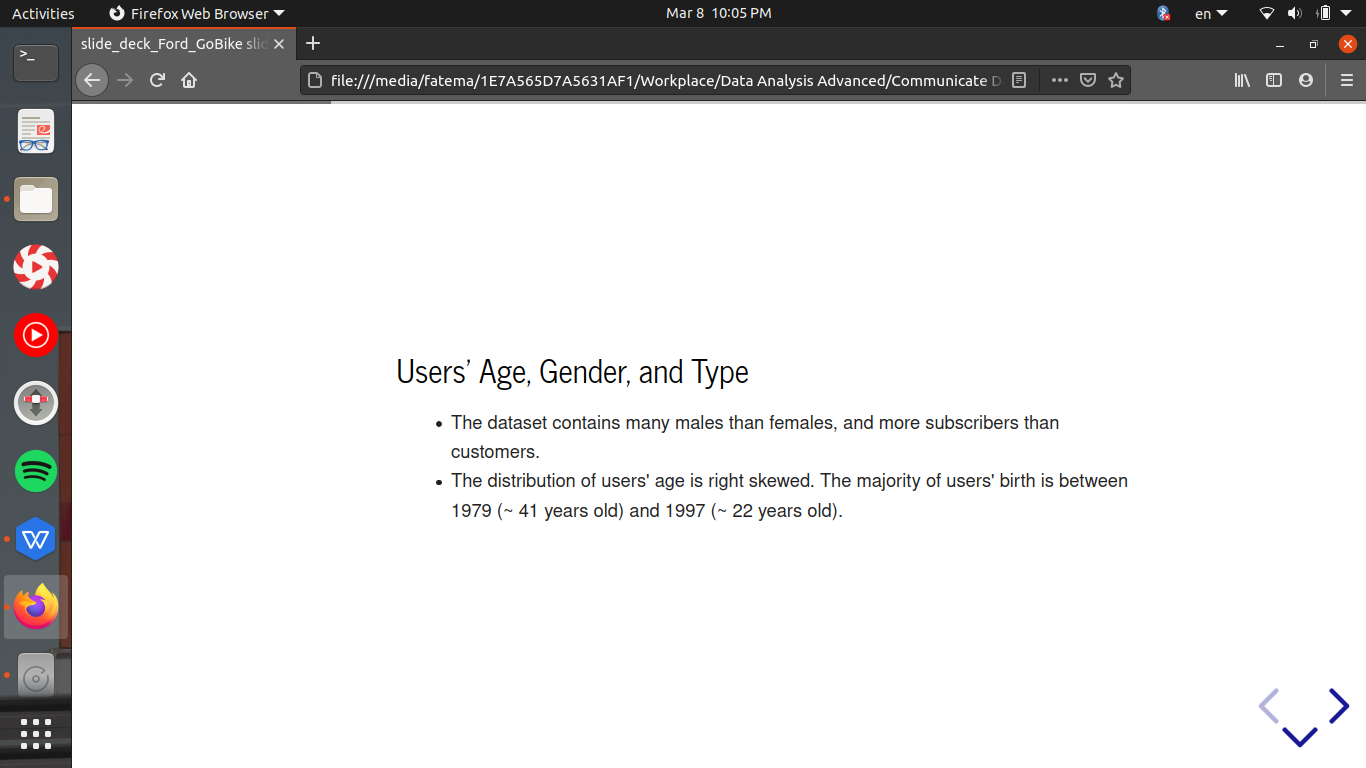 Activities
Firefox Web Browser
Mar 8 10:05 PM
en
slide_deck_Ford_GoBike slid
file:///media/fatema/1E7A565D7A5631AF1/Workplace/Data Analysis Advanced/Communicate D
Users’ Age, Gender, and Type
• The dataset contains many males than females, and more subscribers than
customers.
• The distribution of users' age is right skewed. The majority of users' birth is between
1979 (~ 41 years old) and 1997 (~ 22 years old).